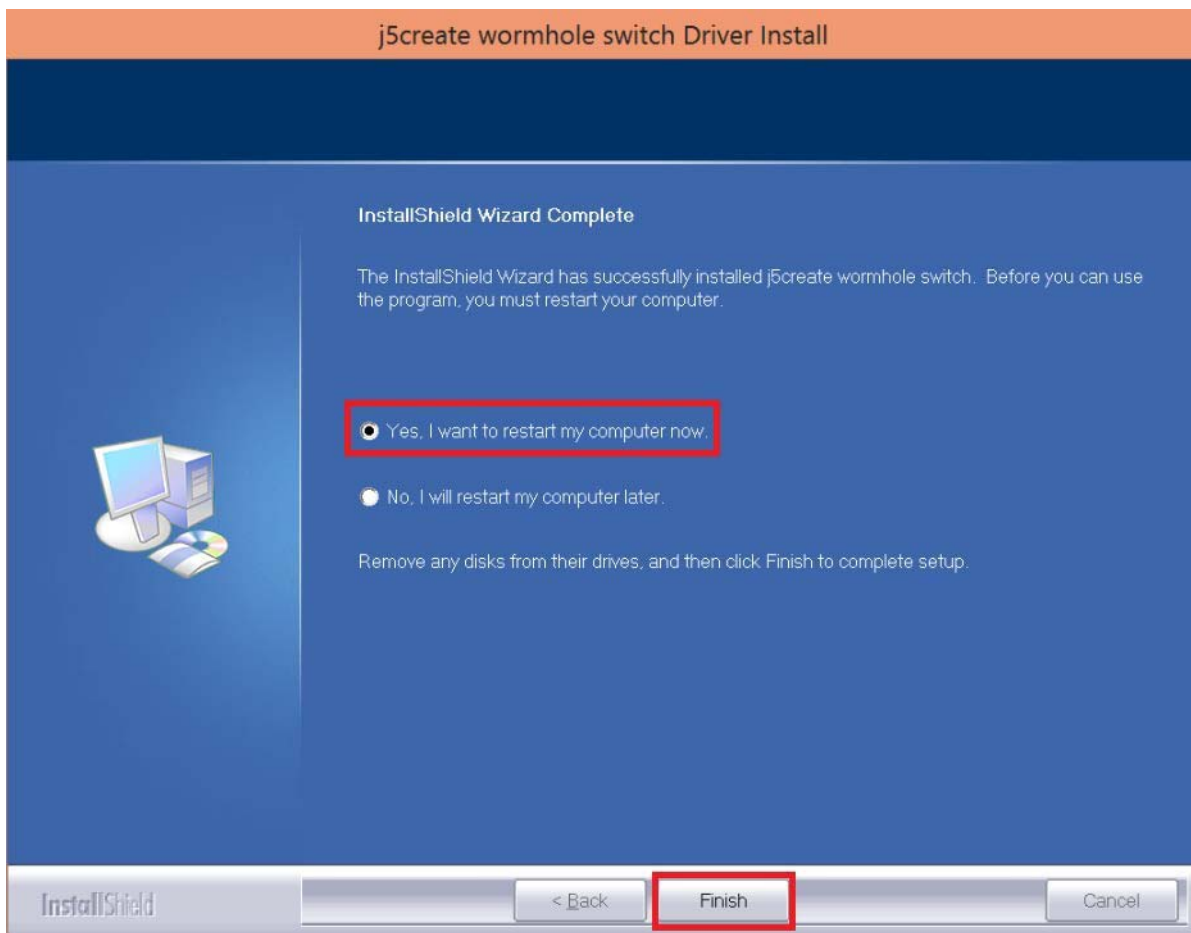 j5create wormhole switch Driver Install
InstallShield Wizard Complete
The InstallShield Wizard has successfully installed j5create wormhole switch. Before you can use
the program, you must restart your computer.
Yes, I want to restart my computer now.
No, I will restart my computer later.
Remove any disks from their drives, and then click Finish to complete setup.
InstallShield
< Back
Finish
Cancel